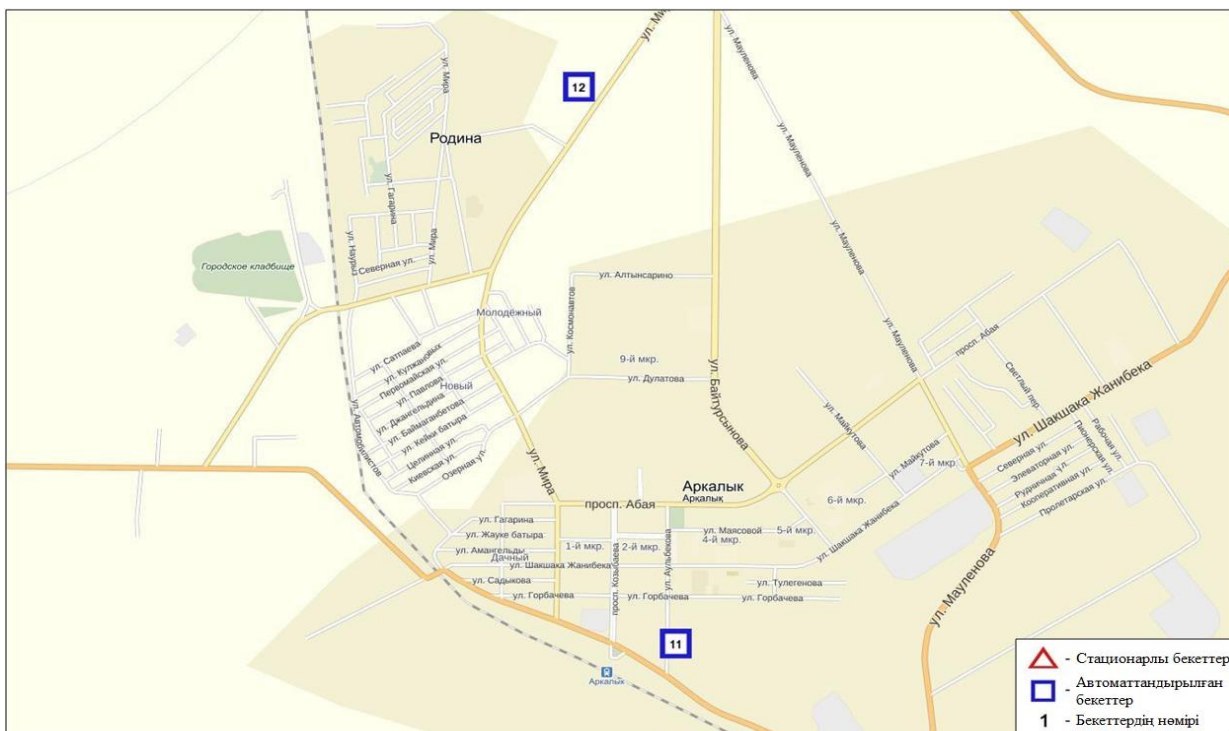 ул. Мира
ул. Мауленова
12
ул. Мира
Родина
ул. Мауленова
ул. Гагарина
ул. Мауленова
ул. Наурыз
ул. Мира
Северная ул.
Городское кладбище
ул. Алтынсарино
Молодёжный
ул. Космонавтов
ул. Мауленова
просп. Абая
ул. Сатпаева
ул. Кулжановых
Первомайская ул.
9-й мкр.
ул. Дулатова
Светлый пер.
ул. Шакшака Жанибека
ул. Павлова
Новый
ул. Джангельдина
ул. Баймагамбетова
ул. Автомобилистов
ул. Кейки батыра
Целинная ул.
Киевская ул.
Озерная ул.
ул. Мира
ул. Байтурсынова
ул. Майкутова
ул. Майкутова
7-й мкр.
Северная ул.
Элеваторная ул.
Рудничная ул.
Кооперативная ул.
Пролетарская ул.
Пионерская ул.
Рабочая ул.
Аркалык
Аркалық
просп. Абая
6-й мкр.
ул. Гагарина
ул. Жауке батыра
ул. Амангельды
Дачный
1-й мкр.
2-й мкр.
ул. Маясовой
4-й мкр.
5-й мкр.
ул. Шакшака Жанибека
ул. Шакшака Жанибека
просп. Козыбаева
ул. Аульбекова
ул. Садыкова
ул. Тулегенова
ул. Горбачева
ул. Горбачева
ул. Горбачева
ул. Мауленова
11
Аркалык
- Стационарлы бекеттер
- Автоматтандырылған
бекеттер
1 - Бекеттердің нөмірі